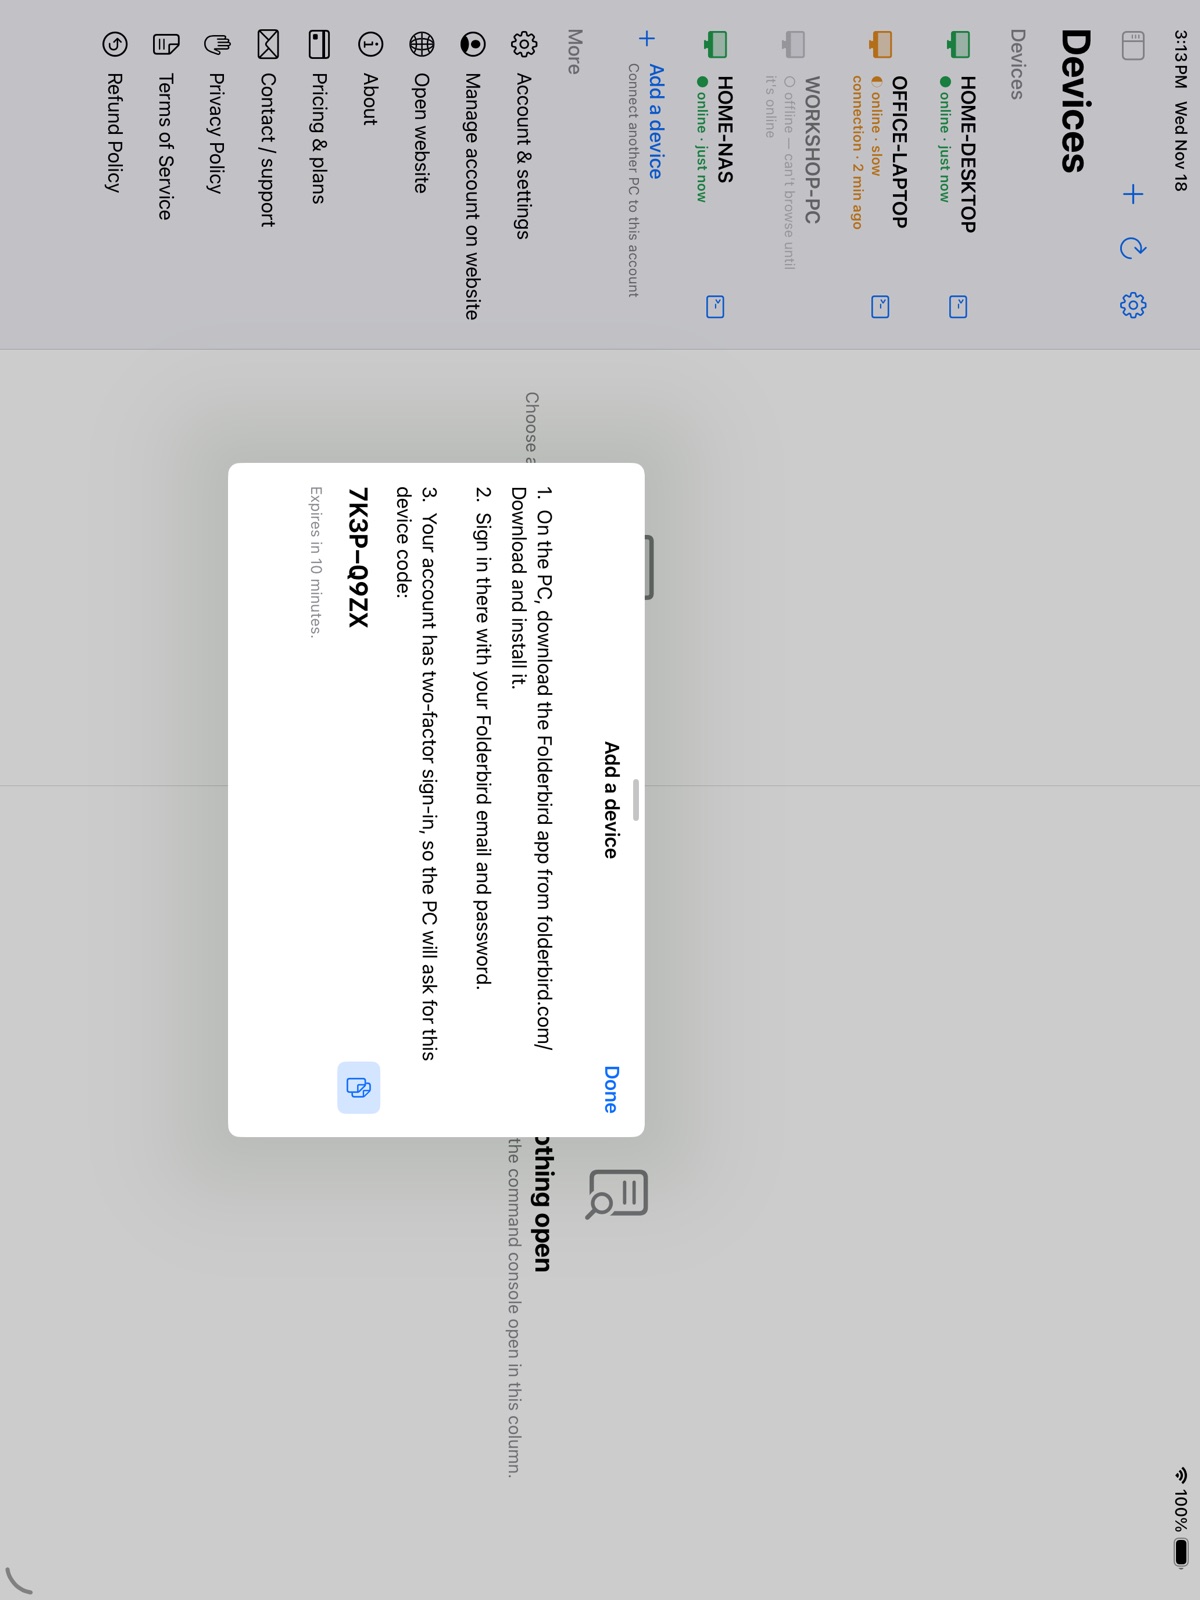 3:13 PM Wed Nov 18
100%
Devices
Devices
HOME-DESKTOP
online · just now
OFFICE-LAPTOP
online · slow
connection · 2 min ago
WORKSHOP-PC
offline — can't browse until
it's online
HOME-NAS
online · just now
Add a device
Connect another PC to this account
More
Account & settings
Manage account on website
Open website
About
Pricing & plans
Contact / support
Privacy Policy
Terms of Service
Refund Policy
Choose
Add a device
Done
1. On the PC, download the Folderbird app from folderbird.com/
Download and install it.
2. Sign in there with your Folderbird email and password.
3. Your account has two-factor sign-in, so the PC will ask for this
device code:
7K3P–Q9ZX
Expires in 10 minutes.
othing open
the command console open in this column.